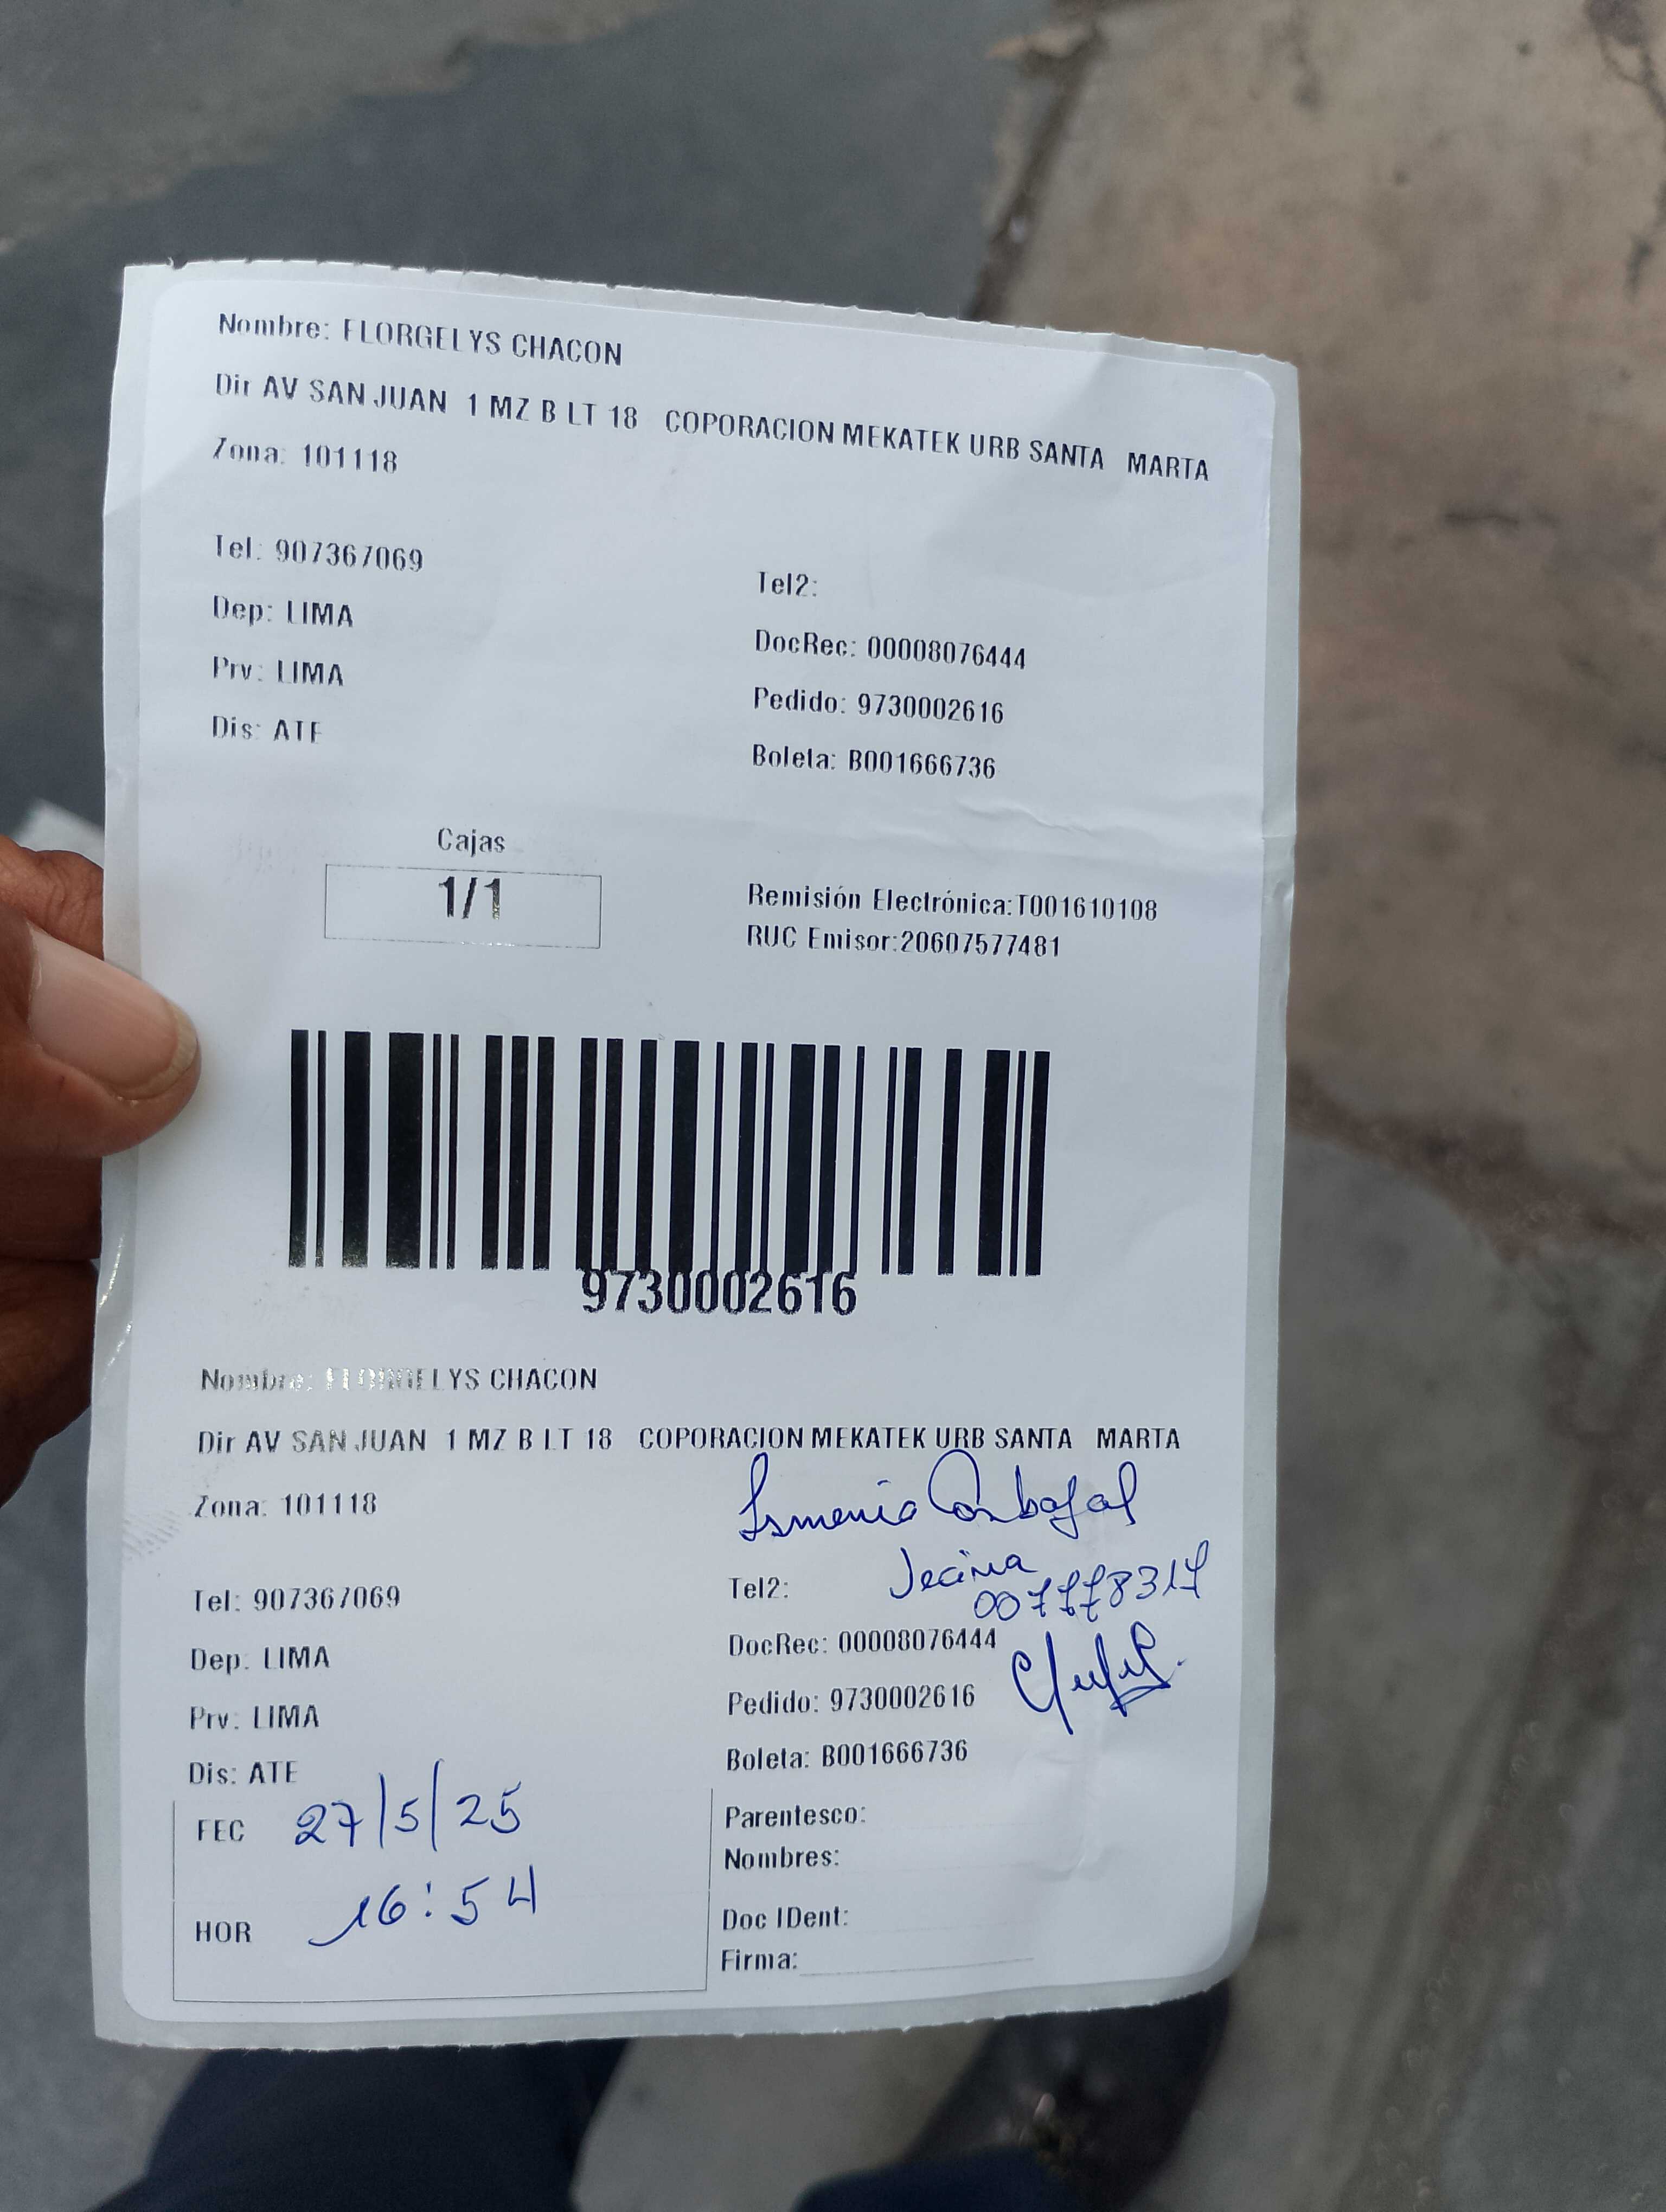 Nombre: FLORGELYS CHACON
Dir AV SAN JUAN 1 MZ B LT 18 COPORACION MEKATEK URB SANTA MARTA
Zona: 101118
Tel: 907367069
Tel2:
Dep: LIMA
DocRec: 00008076444
Prv: LIMA
Pedido: 9730002616
Dis: ATE
Boleta: B001666736
Cajas
1/1
Remisión Electrónica:T001610108
RUC Emisor:20607577481
9730002616
Nombre: FLORGELYS CHACON
Dir AV SAN JUAN 1 MZ B LT 18 COPORACION MEKATEK URB SANTA MARTA
Zona: 101118
Ismenia Carbajal
Tel: 907367069
Tel2:
Dep: LIMA
DocRec: 00008076444
Prv: LIMA
Pedido: 9730002616
Dis: ATE
Boleta: B001666736
FEC 27/5/25
HOR 16:54
Parentesco:
Nombres:
Doc IDent:
Firma: